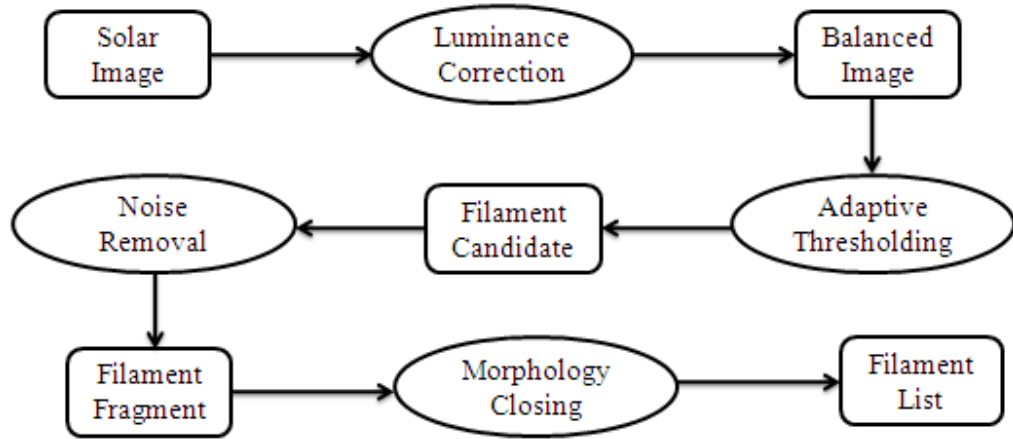 Solar
Image
Luminance
Correction
Balanced
Image
Adaptive
Thresholding
Filament
Candidate
Noise
Removal
Filament
Fragment
Morphology
Closing
Filament
List